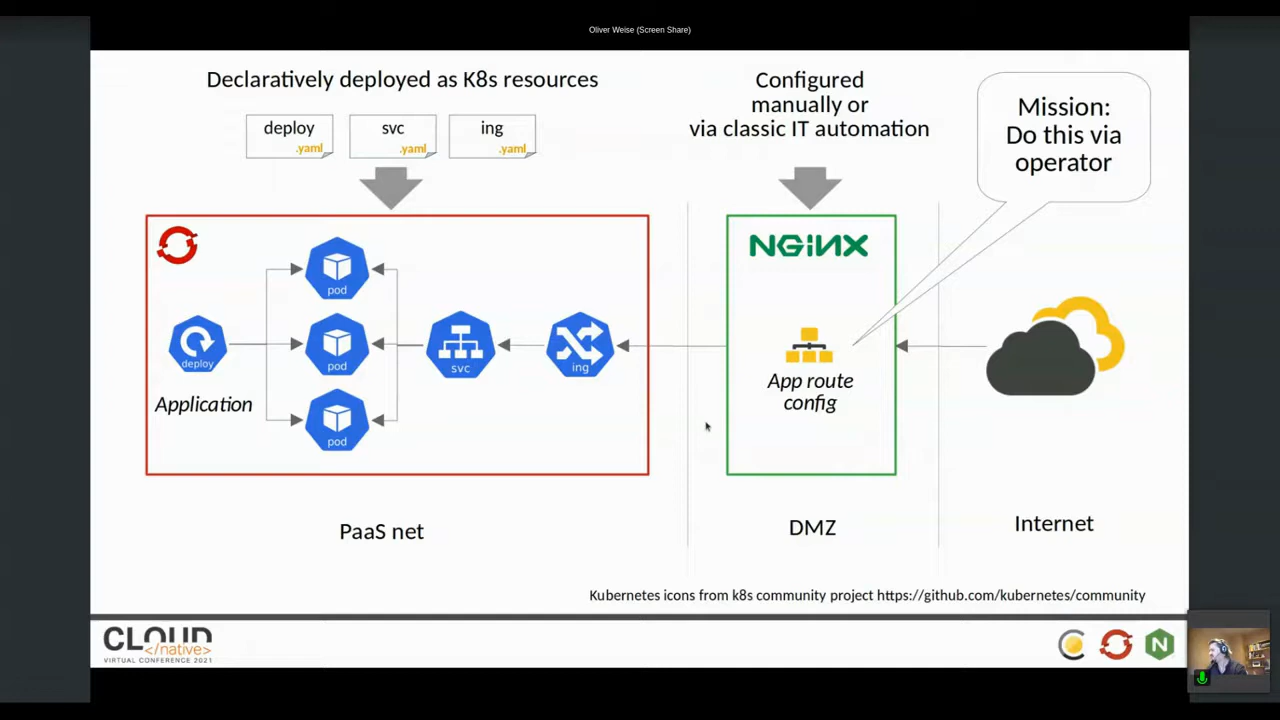 Oliver Weise (Screen Share)
Declaratively deployed as K8s resources
deploy
.yaml
svc
.yaml
ing
.yaml
Configured
manually or
via classic IT automation
Mission:
Do this via
operator
NGINX
pod
deploy
pod
svc
ing
Application
pod
App route
config
PaaS net
DMZ
Internet
Kubernetes icons from k8s community project https://github.com/kubernetes/community
CLOUD
</native>
VIRTUAL CONFERENCE 2021
C
N